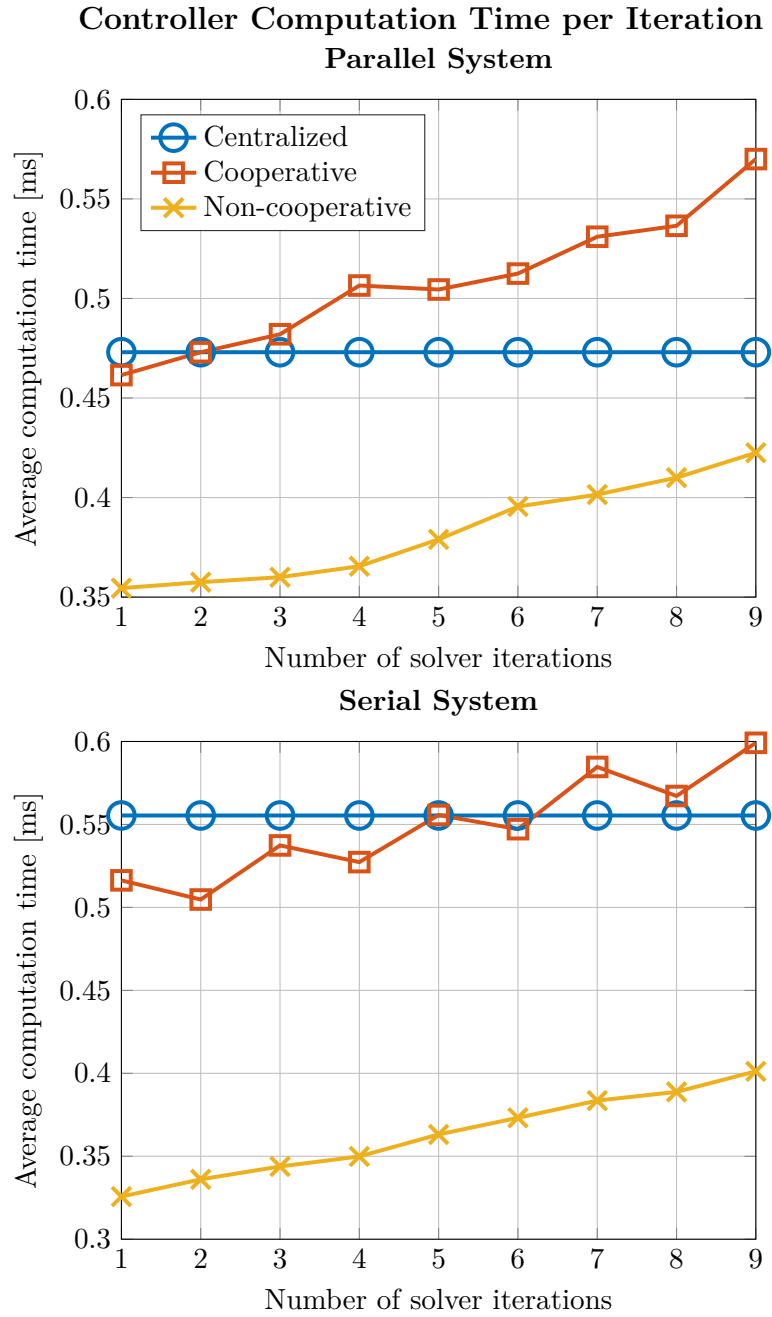 Controller Computation Time per Iteration
Parallel System
Average computation time [ms]
0.6
0.55
0.5
0.45
0.4
0.35
Centralized
Cooperative
Non-cooperative
1 2 3 4 5 6 7 8 9
Number of solver iterations
Serial System
Average computation time [ms]
0.6
0.55
0.5
0.45
0.4
0.35
0.3
1 2 3 4 5 6 7 8 9
Number of solver iterations